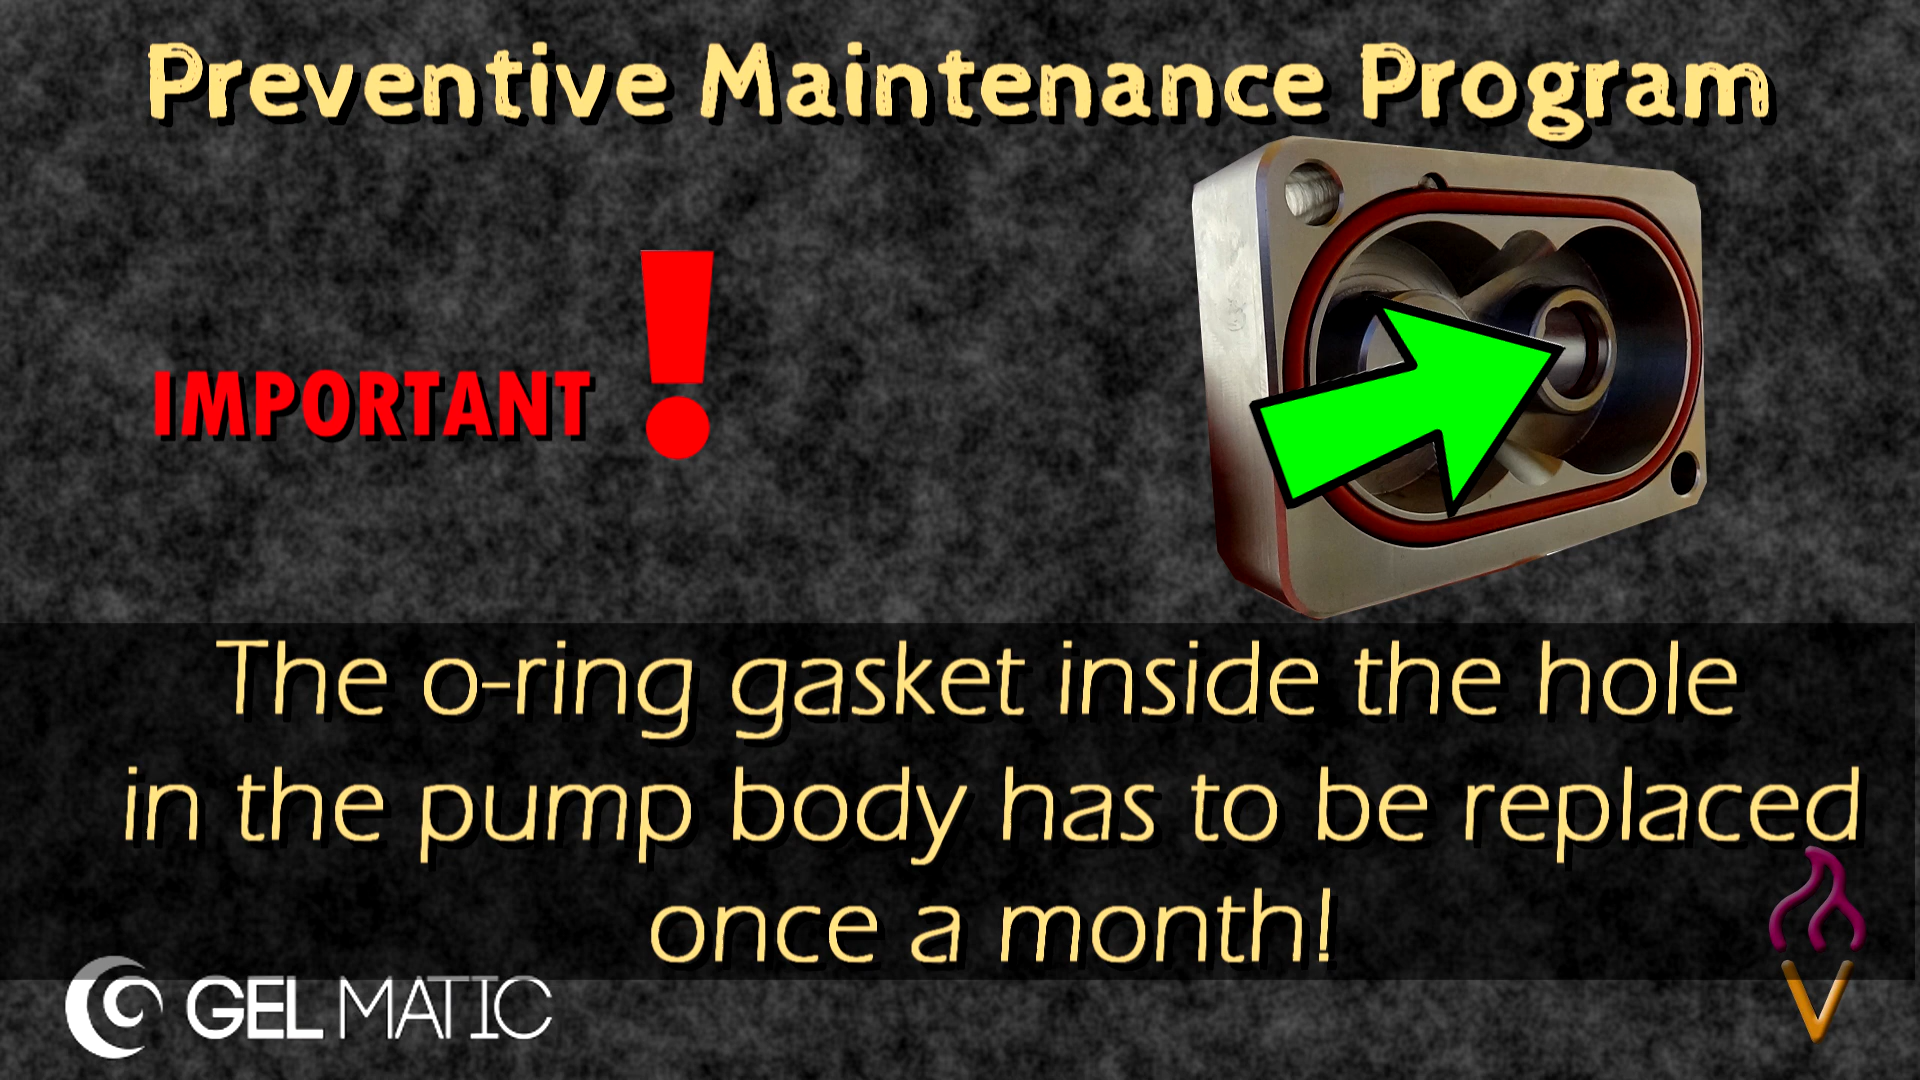 Preventive Maintenance Program
IMPORTANT !
The o-ring gasket inside the hole
in the pump body has to be replaced
once a month!
GEL MATIC